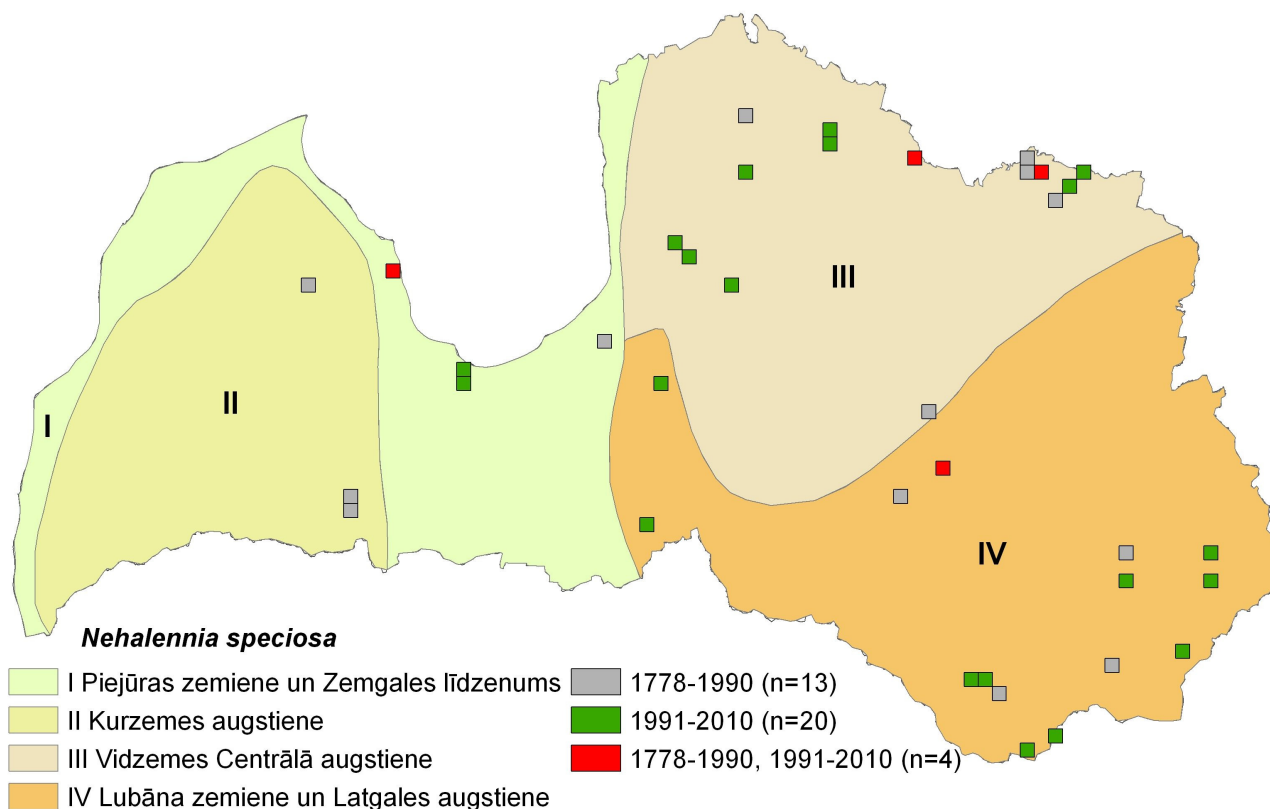 III
II
I
IV
Nehalennia speciosa
I Piejūras zemiene un Zemgales līdzenums
II Kurzemes augstiene
III Vidzemes Centrālā augstiene
IV Lubāna zemiene un Latgales augstiene
1778-1990 (n=13)
1991-2010 (n=20)
1778-1990, 1991-2010 (n=4)